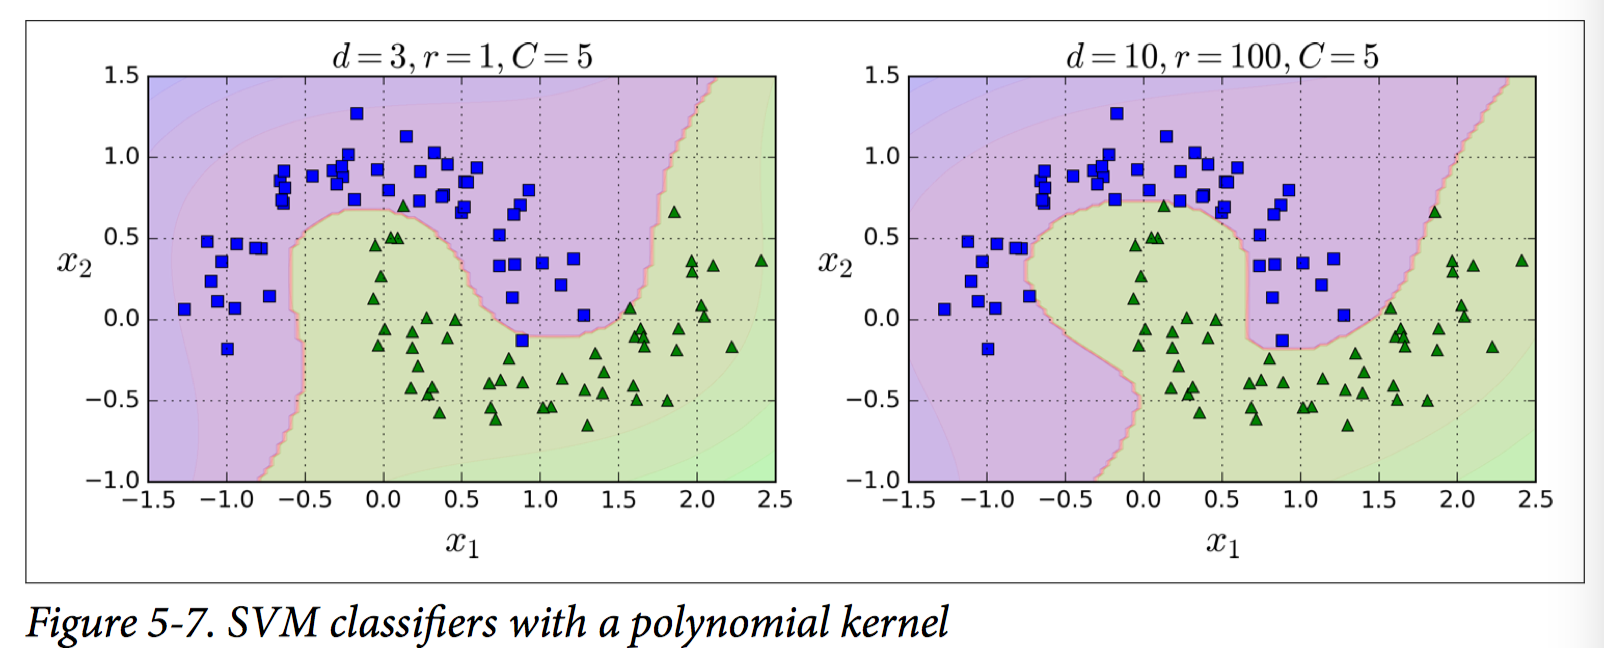 d = 3, r = 1, C = 5
1.5
1.0
0.5
0.0
−0.5
−1.0
x2
−1.5 −1.0 −0.5 0.0 0.5 1.0 1.5 2.0 2.5
x1
d = 10, r = 100, C = 5
1.5
1.0
0.5
0.0
−0.5
−1.0
x2
−1.5 −1.0 −0.5 0.0 0.5 1.0 1.5 2.0 2.5
x1
Figure 5-7. SVM classifiers with a polynomial kernel